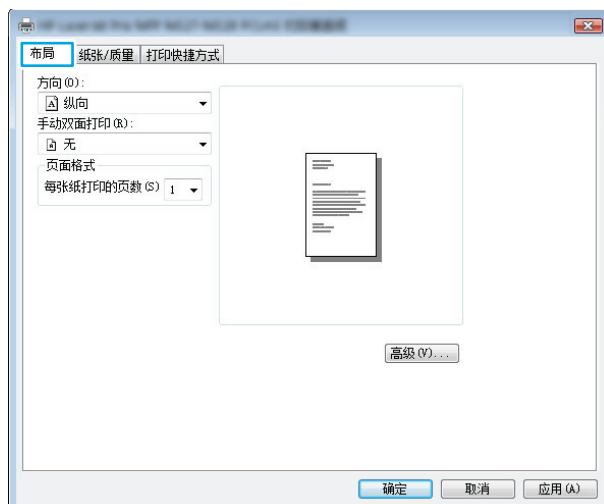 布局 纸张/质量 打印快捷方式
方向(O):
纵向
手动双面打印(R):
无
页面格式
每张纸打印的页数(S) 1
高级(V)...
确定 取消 应用(A)